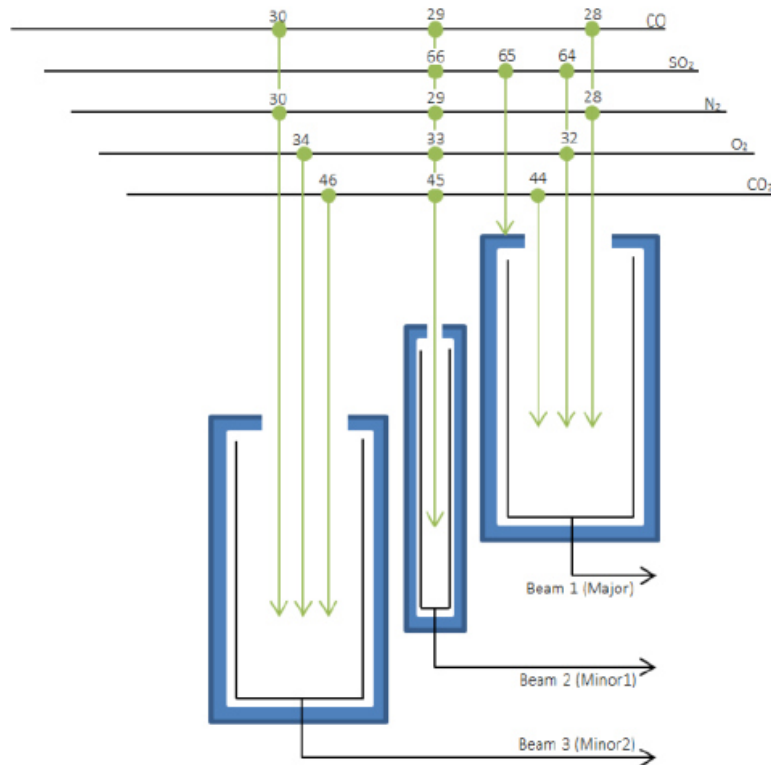 30 29 28 CO
66 65 64 SO₂
30 29 28 N₂
34 33 32 O₂
46 45 44 CO₂
Beam 1 (Major)
Beam 2 (Minor1)
Beam 3 (Minor2)